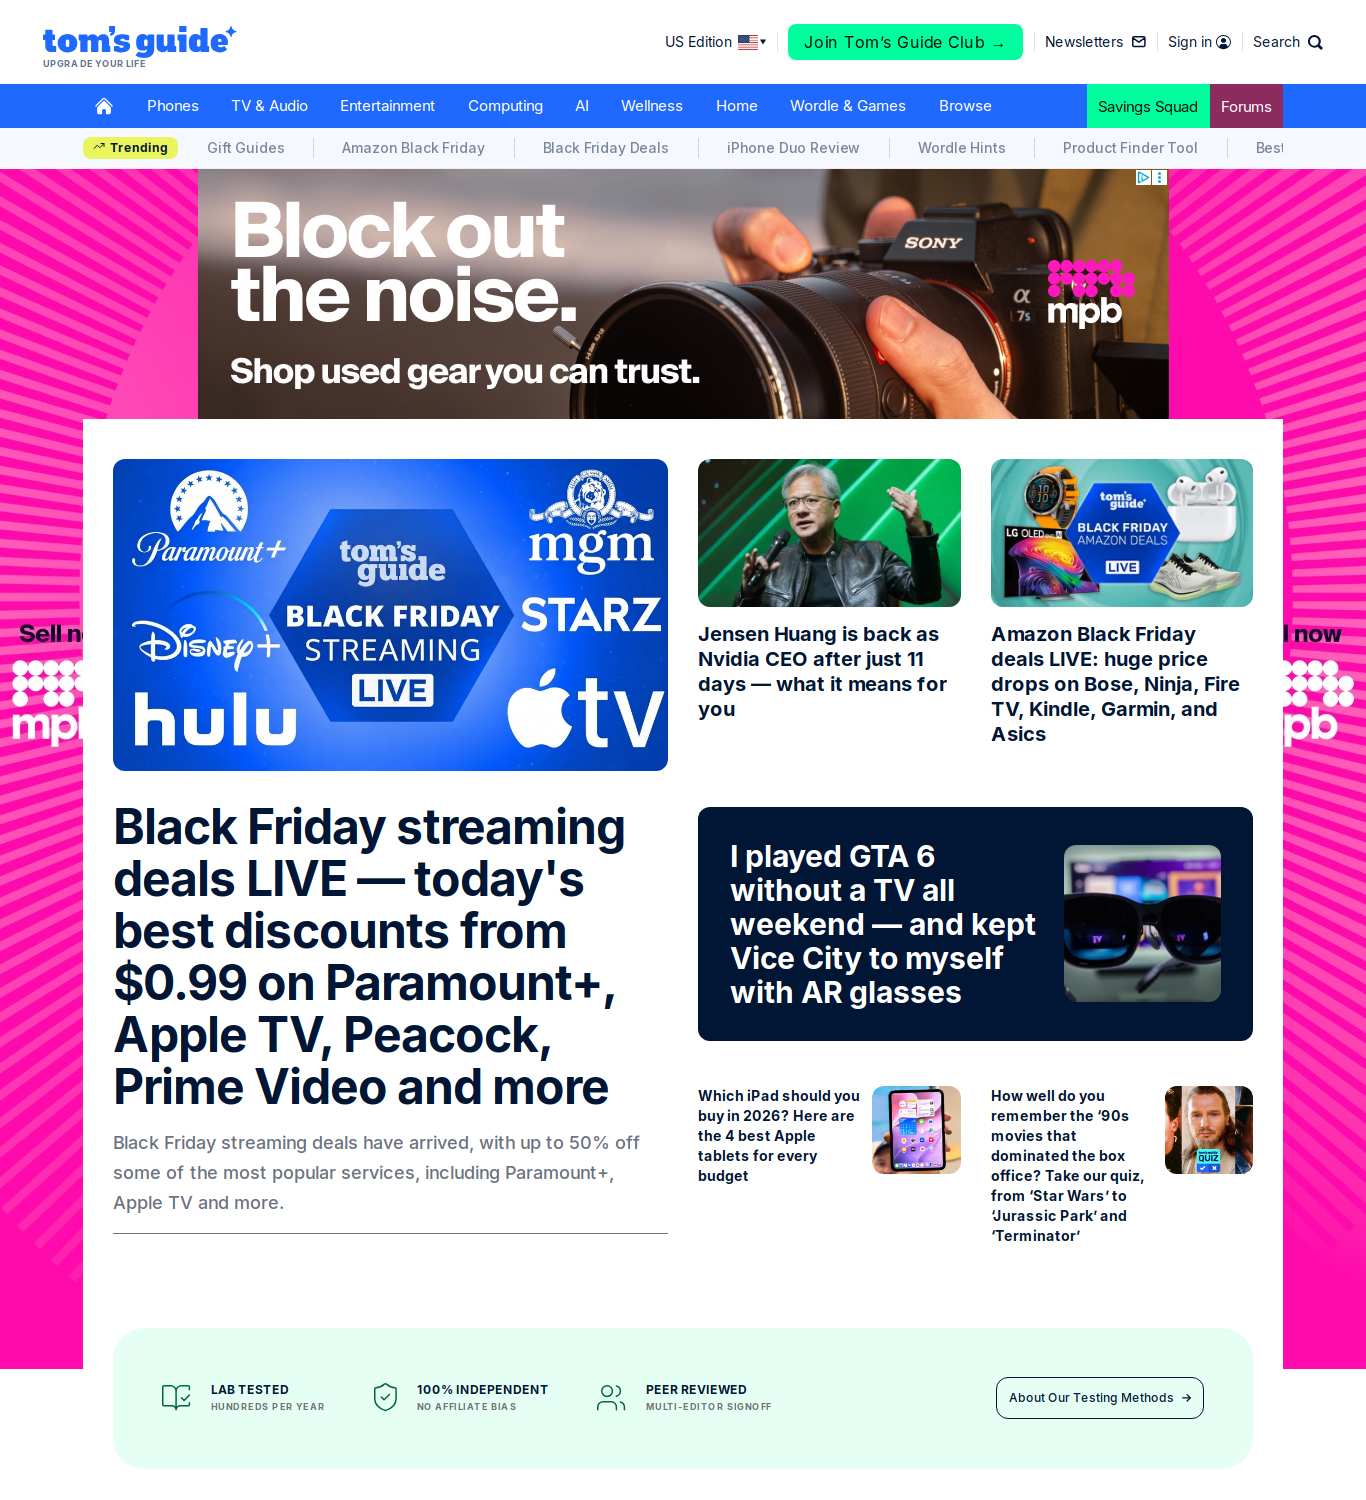 tom's guide
UPGRADE YOUR LIFE
US Edition
Join Tom's Guide Club →
Newsletters
Sign in
Search
Phones
TV & Audio
Entertainment
Computing
AI
Wellness
Home
Wordle & Games
Browse
Savings Squad
Forums
Trending
Gift Guides
Amazon Black Friday
Black Friday Deals
iPhone Duo Review
Wordle Hints
Product Finder Tool
Best
Block out
the noise.
Shop used gear you can trust.
SONY
α
7s
mpb
Sell n
mpb
l now
pb
Paramount+
Disney+
hulu
tom's
guide
BLACK FRIDAY
STREAMING
LIVE
mgm
STARZ
tv
Black Friday streaming
deals LIVE — today's
best discounts from
$0.99 on Paramount+,
Apple TV, Peacock,
Prime Video and more
Black Friday streaming deals have arrived, with up to 50% off
some of the most popular services, including Paramount+,
Apple TV and more.
Jensen Huang is back as
Nvidia CEO after just 11
days — what it means for
you
LG OLED
tom's
guide
BLACK FRIDAY
AMAZON DEALS
LIVE
Amazon Black Friday
deals LIVE: huge price
drops on Bose, Ninja, Fire
TV, Kindle, Garmin, and
Asics
I played GTA 6
without a TV all
weekend — and kept
Vice City to myself
with AR glasses
Which iPad should you
buy in 2026? Here are
the 4 best Apple
tablets for every
budget
How well do you
remember the '90s
movies that
dominated the box
office? Take our quiz,
from 'Star Wars' to
'Jurassic Park' and
'Terminator'
QUIZ
LAB TESTED
HUNDREDS PER YEAR
100% INDEPENDENT
NO AFFILIATE BIAS
PEER REVIEWED
MULTI-EDITOR SIGNOFF
About Our Testing Methods →